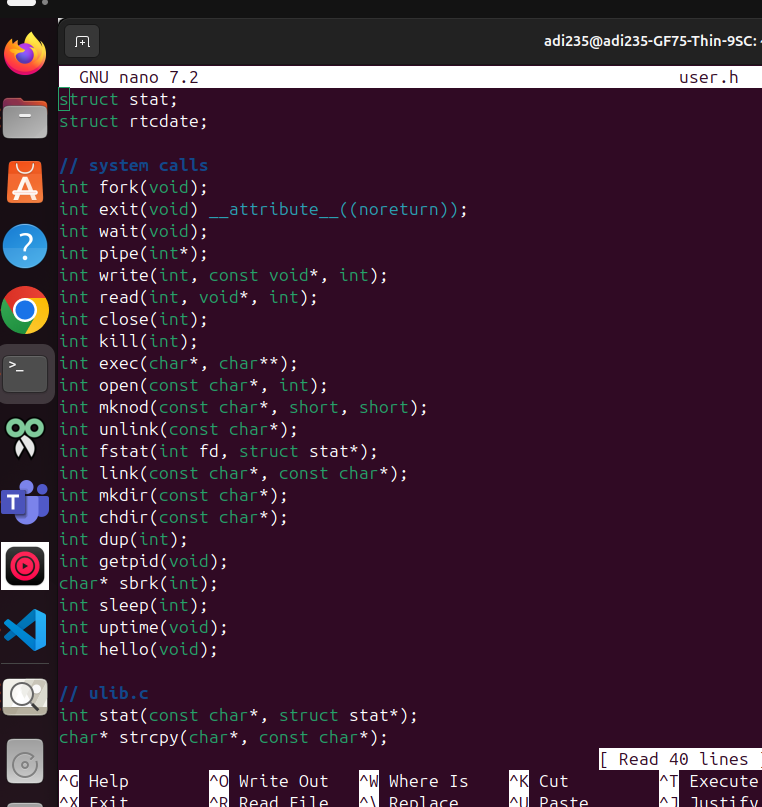 adi235@adi235-GF75-Thin-9SC:
GNU nano 7.2 user.h
struct stat;
struct rtcdate;
// system calls
int fork(void);
int exit(void) __attribute__((noreturn));
int wait(void);
int pipe(int*);
int write(int, const void*, int);
int read(int, void*, int);
int close(int);
int kill(int);
int exec(char*, char**);
int open(const char*, int);
int mknod(const char*, short, short);
int unlink(const char*);
int fstat(int fd, struct stat*);
int link(const char*, const char*);
int mkdir(const char*);
int chdir(const char*);
int dup(int);
int getpid(void);
char* sbrk(int);
int sleep(int);
int uptime(void);
int hello(void);
// ulib.c
int stat(const char*, struct stat*);
char* strcpy(char*, const char*);
[ Read 40 lines ]
^G Help ^O Write Out ^W Where Is ^K Cut ^T Execute
^X Exit ^R Read File ^\ Replace ^U Paste ^J Justify